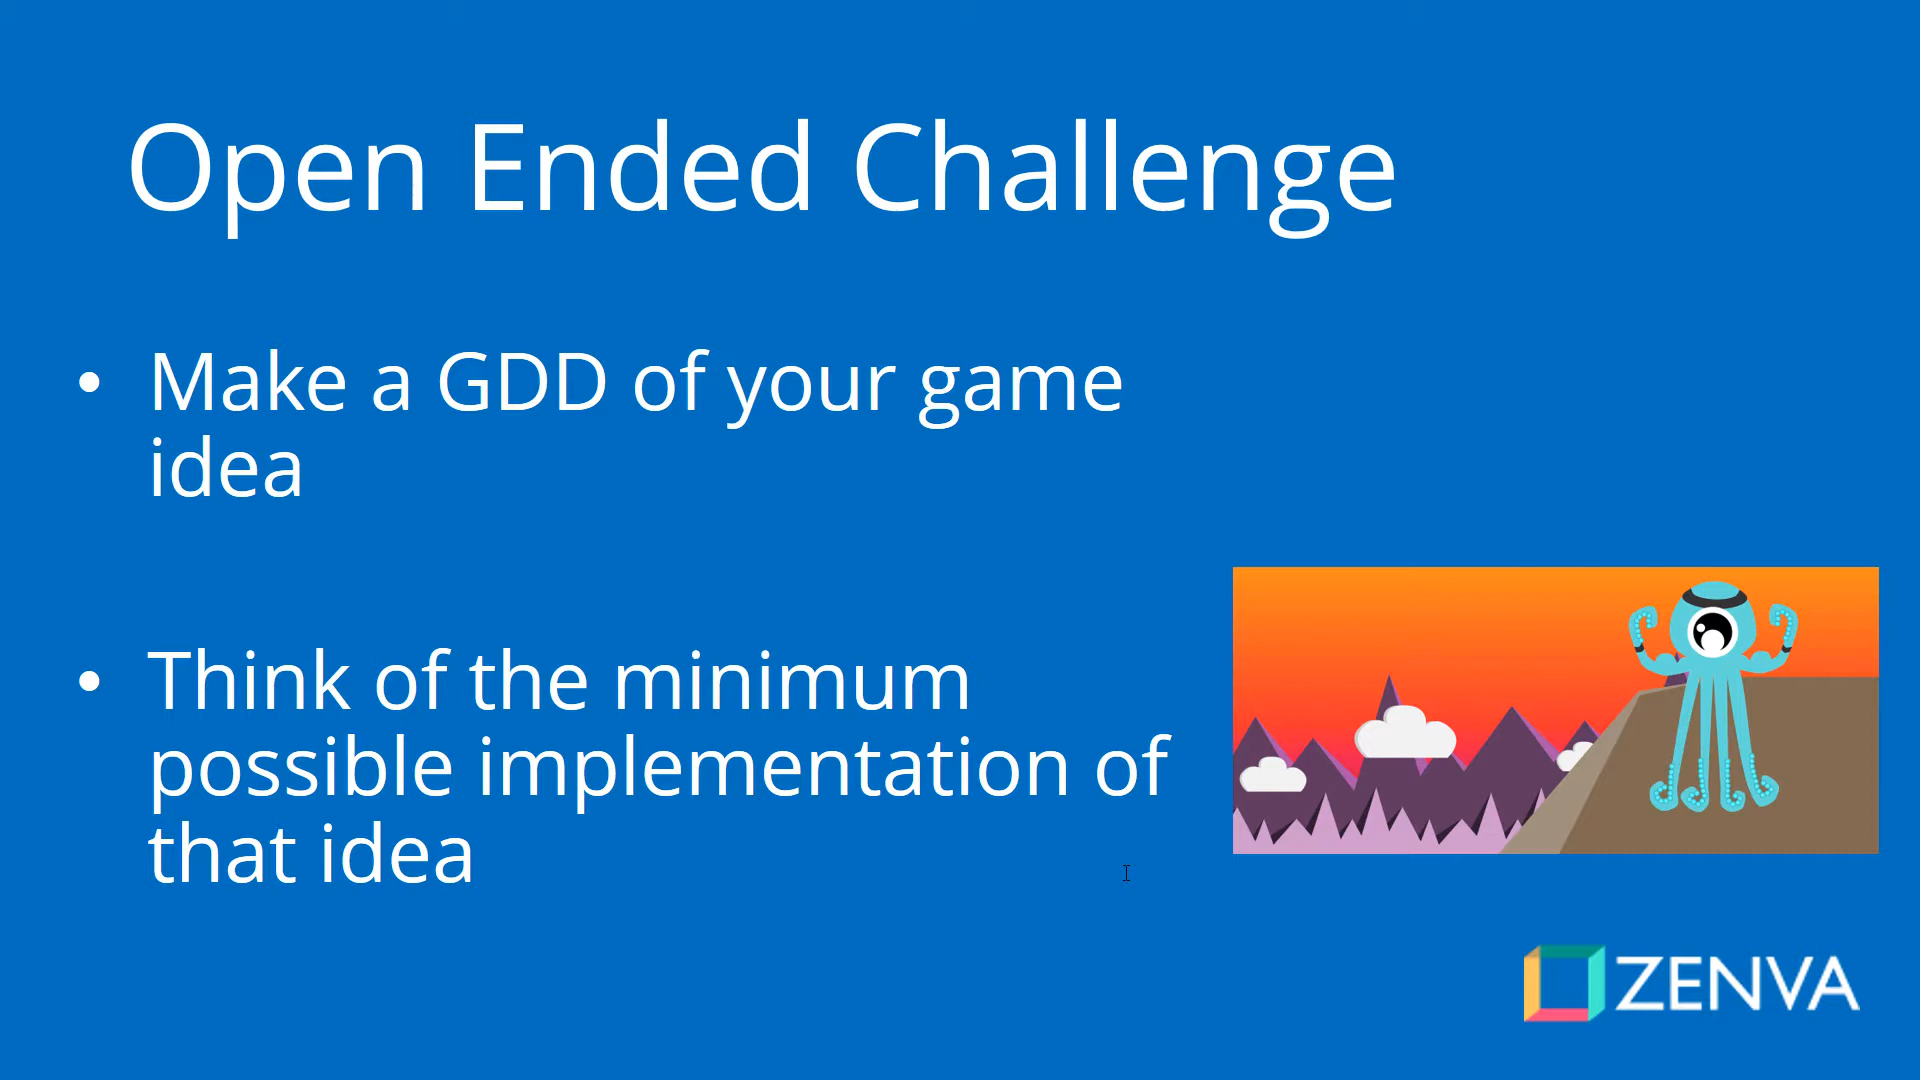 Open Ended Challenge
• Make a GDD of your game
idea
• Think of the minimum
possible implementation of
that idea
ZENVA